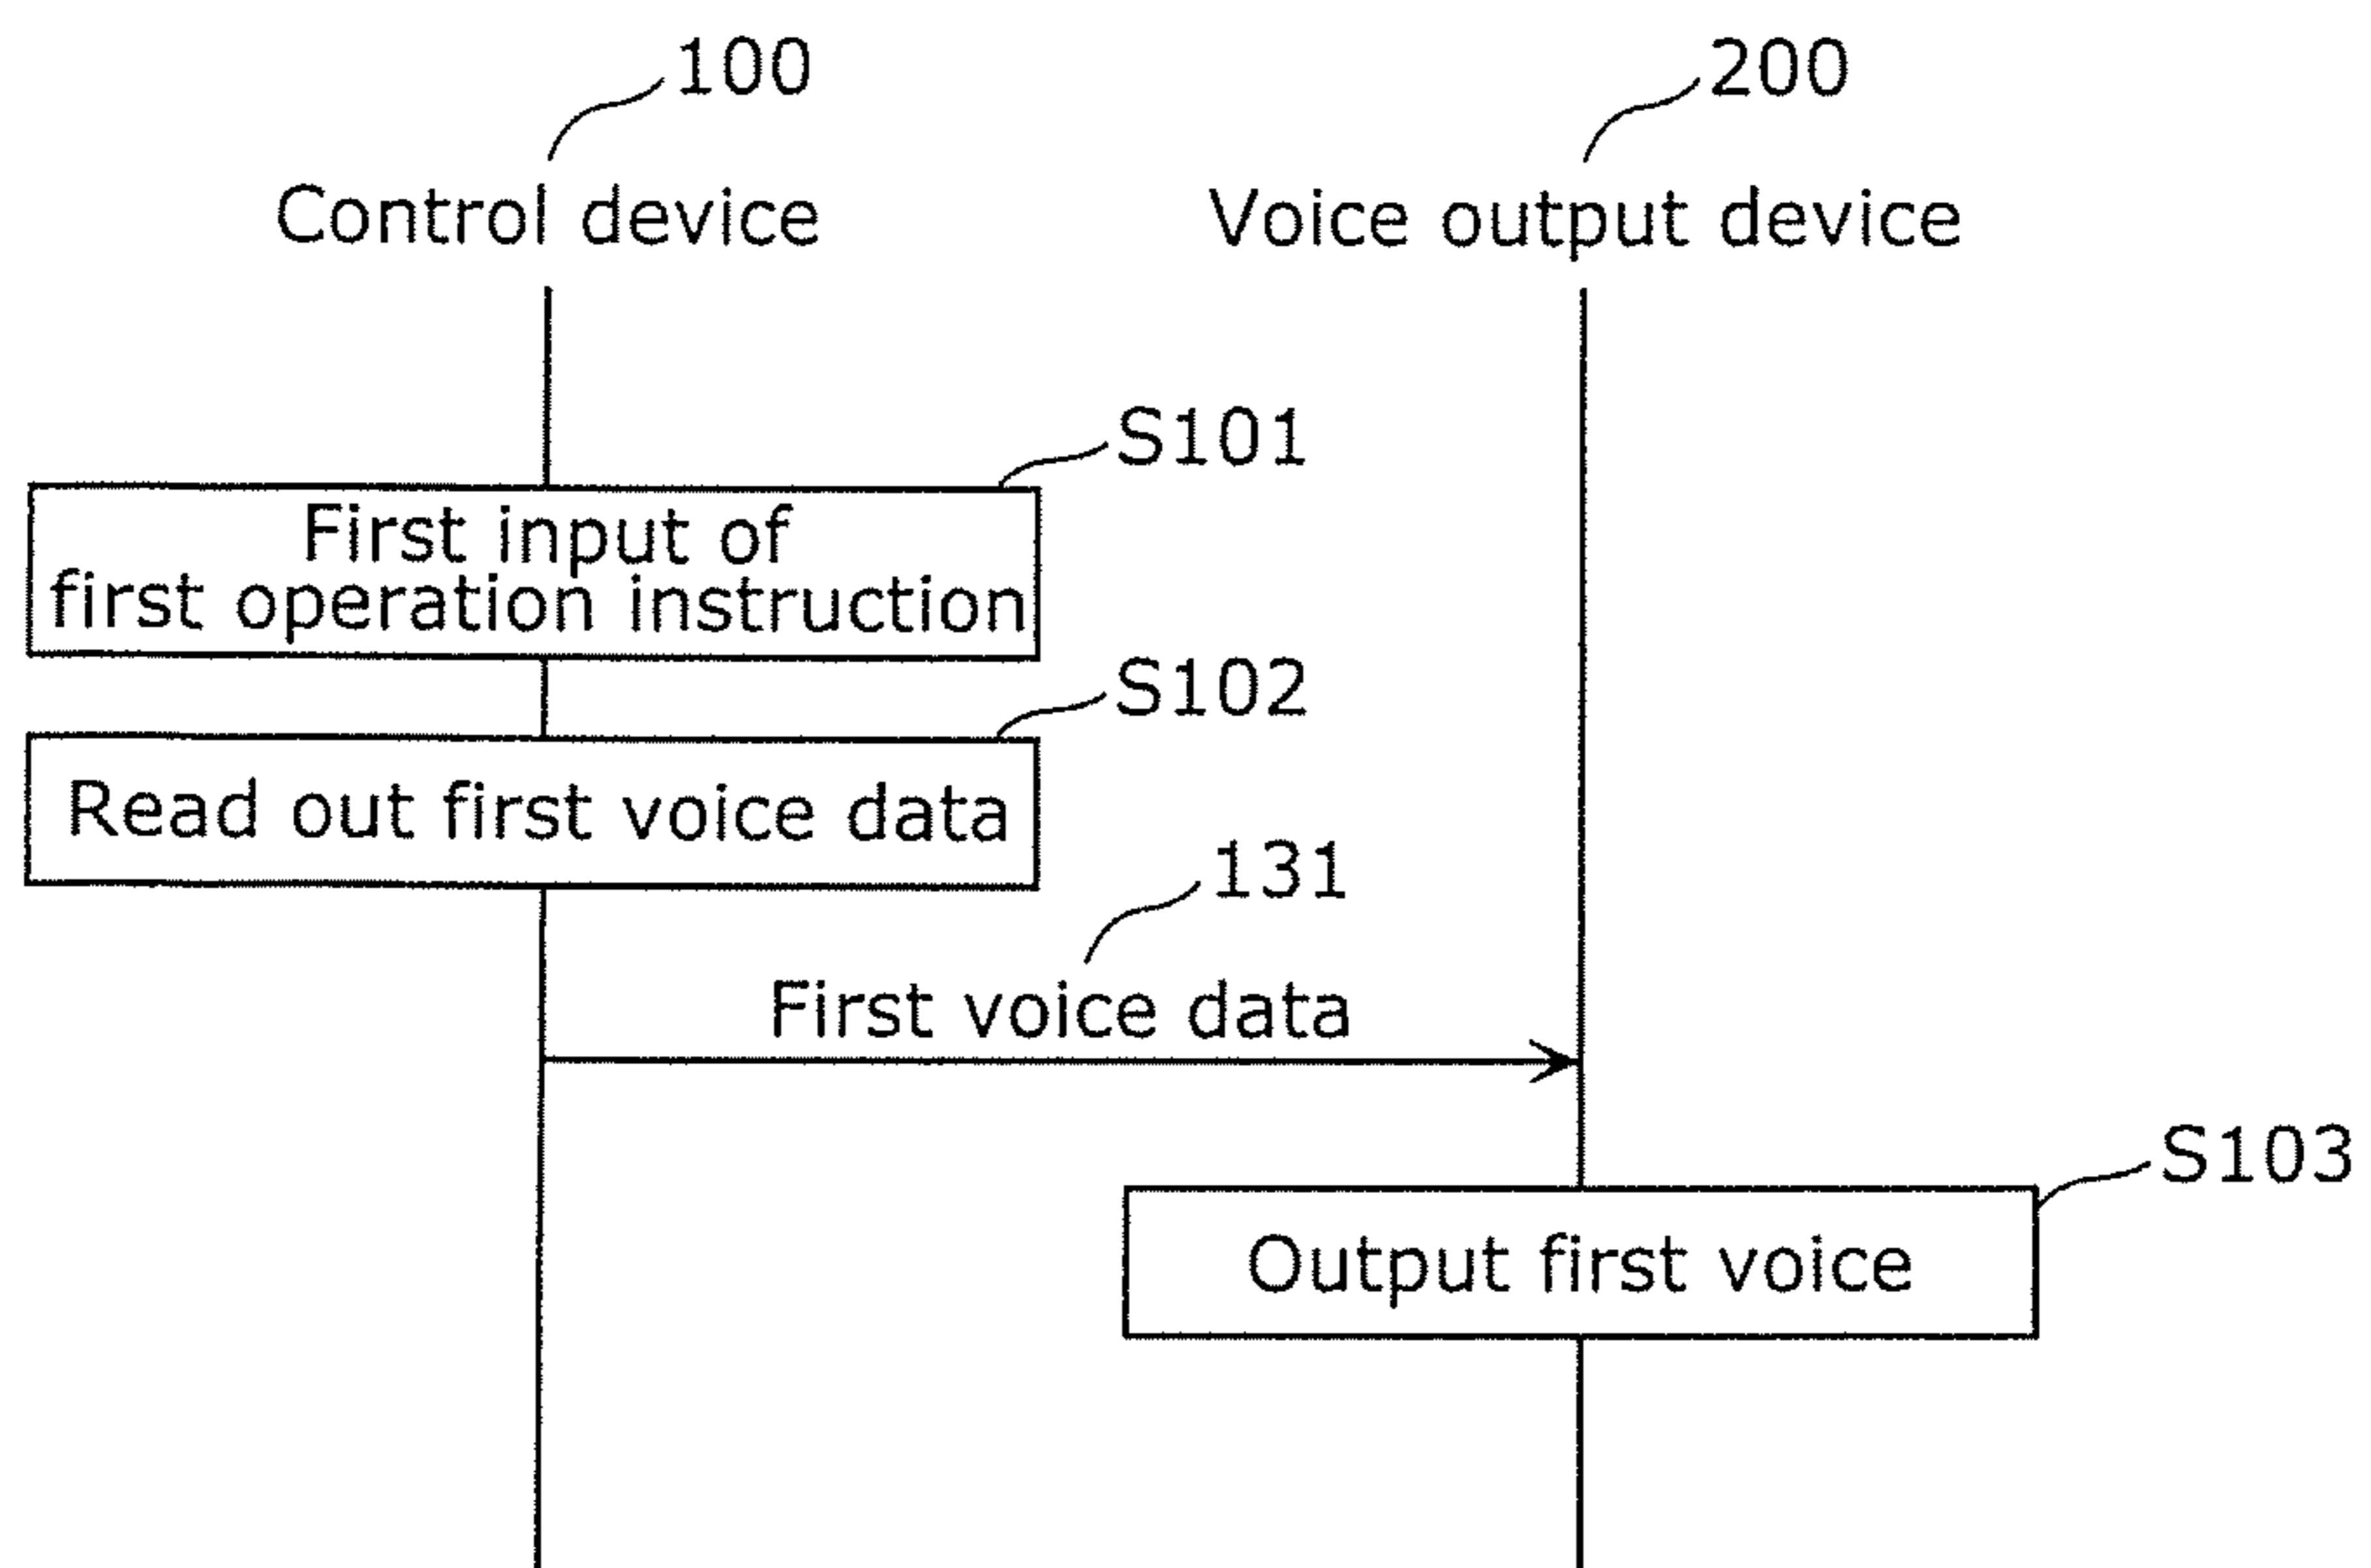 100
200
Control device
Voice output device
S101
First input of
first operation instruction
S102
Read out first voice data
131
First voice data
S103
Output first voice